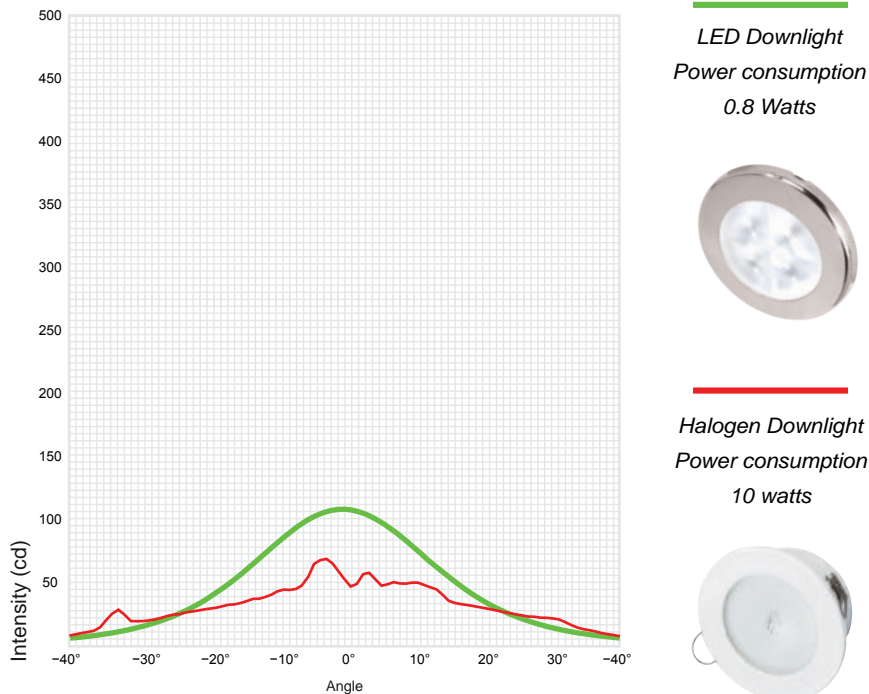 500
450
400
350
300
250
200
150
100
50
Intensity (cd)
−40° −30° −20° −10° 0° 10° 20° 30° −40°
Angle
LED Downlight
Power consumption
0.8 Watts
Halogen Downlight
Power consumption
10 watts